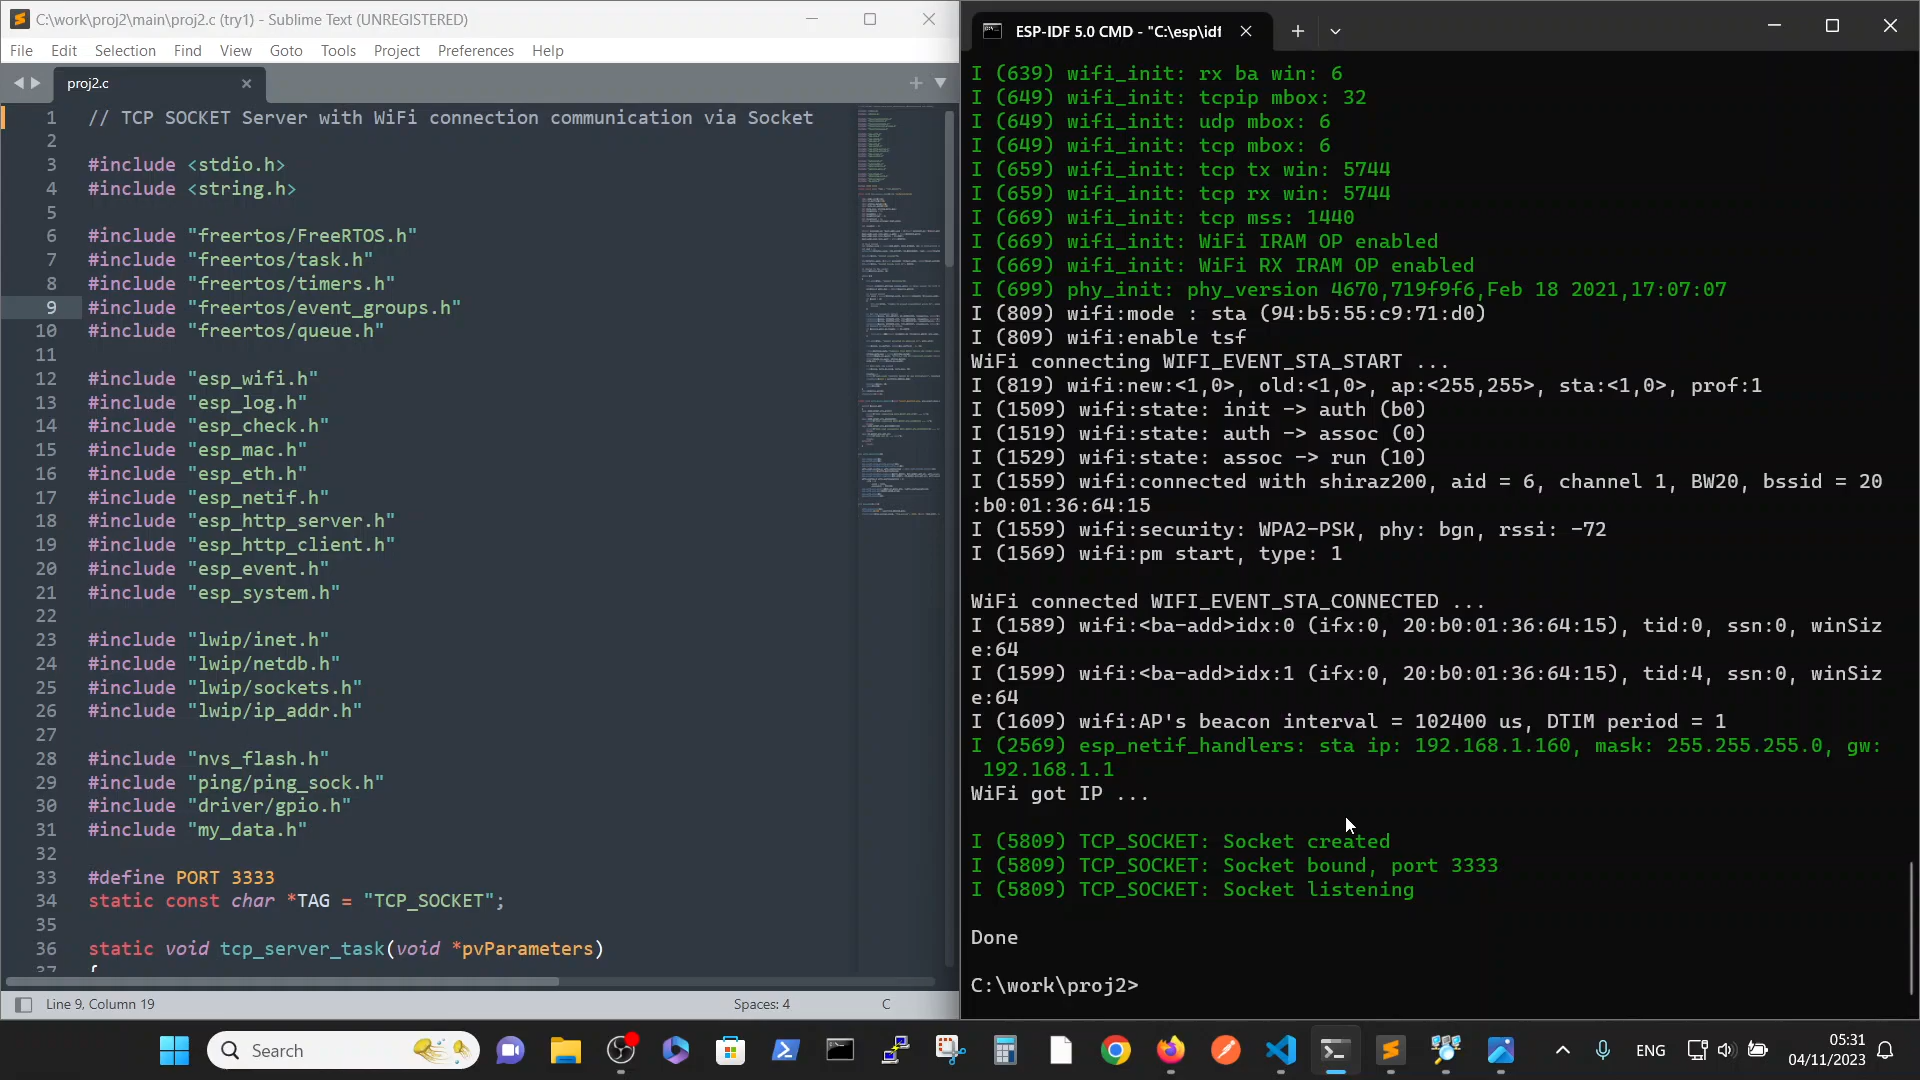 C:\work\proj2\main\proj2.c (try1) - Sublime Text (UNREGISTERED)
File Edit Selection Find View Goto Tools Project Preferences Help
proj2.c
1 // TCP SOCKET Server with WiFi connection communication via Socket
2
3 #include <stdio.h>
4 #include <string.h>
5
6 #include "freertos/FreeRTOS.h"
7 #include "freertos/task.h"
8 #include "freertos/timers.h"
9 #include "freertos/event_groups.h"
10 #include "freertos/queue.h"
11
12 #include "esp_wifi.h"
13 #include "esp_log.h"
14 #include "esp_check.h"
15 #include "esp_mac.h"
16 #include "esp_eth.h"
17 #include "esp_netif.h"
18 #include "esp_http_server.h"
19 #include "esp_http_client.h"
20 #include "esp_event.h"
21 #include "esp_system.h"
22
23 #include "lwip/inet.h"
24 #include "lwip/netdb.h"
25 #include "lwip/sockets.h"
26 #include "lwip/ip_addr.h"
27
28 #include "nvs_flash.h"
29 #include "ping/ping_sock.h"
30 #include "driver/gpio.h"
31 #include "my_data.h"
32
33 #define PORT 3333
34 static const char *TAG = "TCP_SOCKET";
35
36 static void tcp_server_task(void *pvParameters)
37 {
Line 9, Column 19 Spaces: 4 C
ESP-IDF 5.0 CMD - "C:\esp\idf
I (639) wifi_init: rx ba win: 6
I (649) wifi_init: tcpip mbox: 32
I (649) wifi_init: udp mbox: 6
I (649) wifi_init: tcp mbox: 6
I (659) wifi_init: tcp tx win: 5744
I (659) wifi_init: tcp rx win: 5744
I (669) wifi_init: tcp mss: 1440
I (669) wifi_init: WiFi IRAM OP enabled
I (669) wifi_init: WiFi RX IRAM OP enabled
I (699) phy_init: phy_version 4670,719f9f6,Feb 18 2021,17:07:07
I (809) wifi:mode : sta (94:b5:55:c9:71:d0)
I (809) wifi:enable tsf
WiFi connecting WIFI_EVENT_STA_START ...
I (819) wifi:new:<1,0>, old:<1,0>, ap:<255,255>, sta:<1,0>, prof:1
I (1509) wifi:state: init -> auth (b0)
I (1519) wifi:state: auth -> assoc (0)
I (1529) wifi:state: assoc -> run (10)
I (1559) wifi:connected with shiraz200, aid = 6, channel 1, BW20, bssid = 20
:b0:01:36:64:15
I (1559) wifi:security: WPA2-PSK, phy: bgn, rssi: -72
I (1569) wifi:pm start, type: 1
WiFi connected WIFI_EVENT_STA_CONNECTED ...
I (1589) wifi:<ba-add>idx:0 (ifx:0, 20:b0:01:36:64:15), tid:0, ssn:0, winSiz
e:64
I (1599) wifi:<ba-add>idx:1 (ifx:0, 20:b0:01:36:64:15), tid:4, ssn:0, winSiz
e:64
I (1609) wifi:AP's beacon interval = 102400 us, DTIM period = 1
I (2569) esp_netif_handlers: sta ip: 192.168.1.160, mask: 255.255.255.0, gw:
192.168.1.1
WiFi got IP ...
I (5809) TCP_SOCKET: Socket created
I (5809) TCP_SOCKET: Socket bound, port 3333
I (5809) TCP_SOCKET: Socket listening
Done
C:\work\proj2>
Search
ENG
05:31
04/11/2023